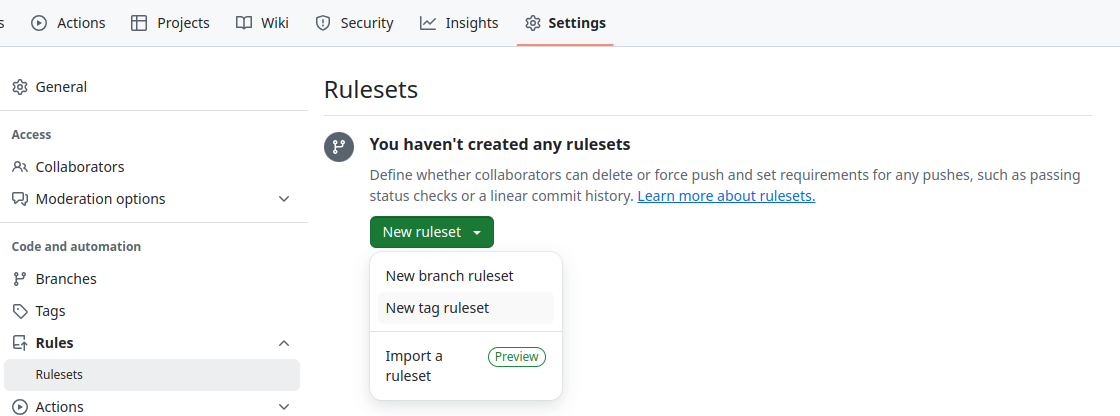 s Actions Projects Wiki Security Insights Settings
General
Access
Collaborators
Moderation options
Code and automation
Branches
Tags
Rules
Rulesets
Actions
Rulesets
You haven't created any rulesets
Define whether collaborators can delete or force push and set requirements for any pushes, such as passing
status checks or a linear commit history. Learn more about rulesets.
New ruleset
New branch ruleset
New tag ruleset
Import a Preview
ruleset